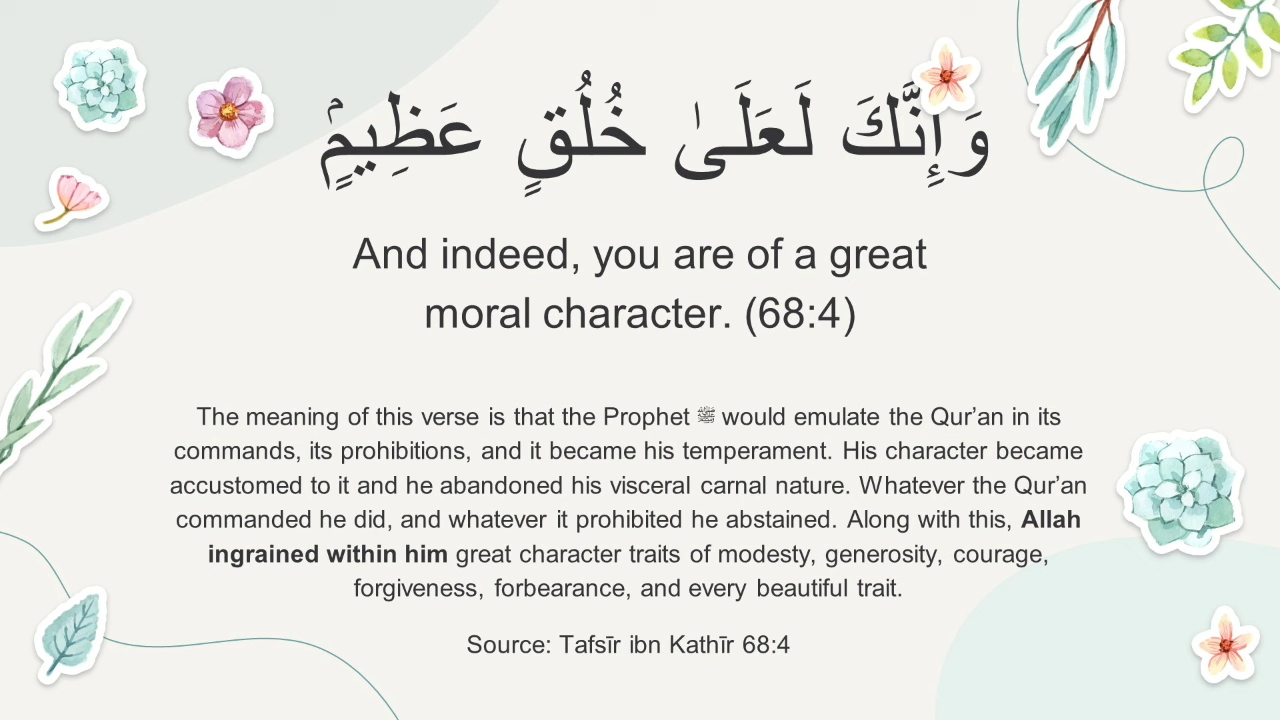 وَإِنَّكَ لَعَلَىٰ خُلُقٍ عَظِيمٍۢ
And indeed, you are of a great
moral character. (68:4)
The meaning of this verse is that the Prophet ﷺ would emulate the Qur’an in its
commands, its prohibitions, and it became his temperament. His character became
accustomed to it and he abandoned his visceral carnal nature. Whatever the Qur’an
commanded he did, and whatever it prohibited he abstained. Along with this, Allah
ingrained within him great character traits of modesty, generosity, courage,
forgiveness, forbearance, and every beautiful trait.
Source: Tafsīr ibn Kathīr 68:4